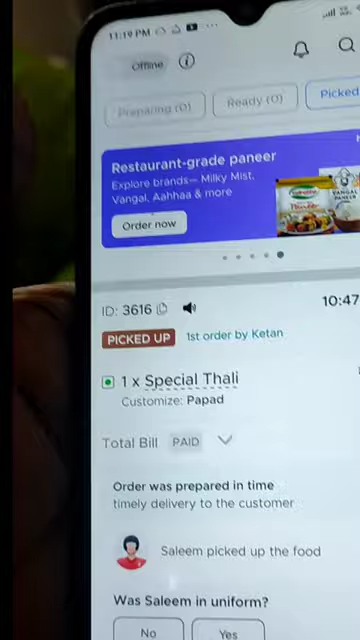 11:19 PM
Offline
Preparing (0)
Ready (0)
Picked
Restaurant-grade paneer
Explore brands— Milky Mist,
Vangal, Aahhaa & more
Order now
ID: 3616
10:47
PICKED UP
1st order by Ketan
1 x Special Thali
Customize: Papad
Total Bill PAID
Order was prepared in time
timely delivery to the customer
Saleem picked up the food
Was Saleem in uniform?
No
Yes